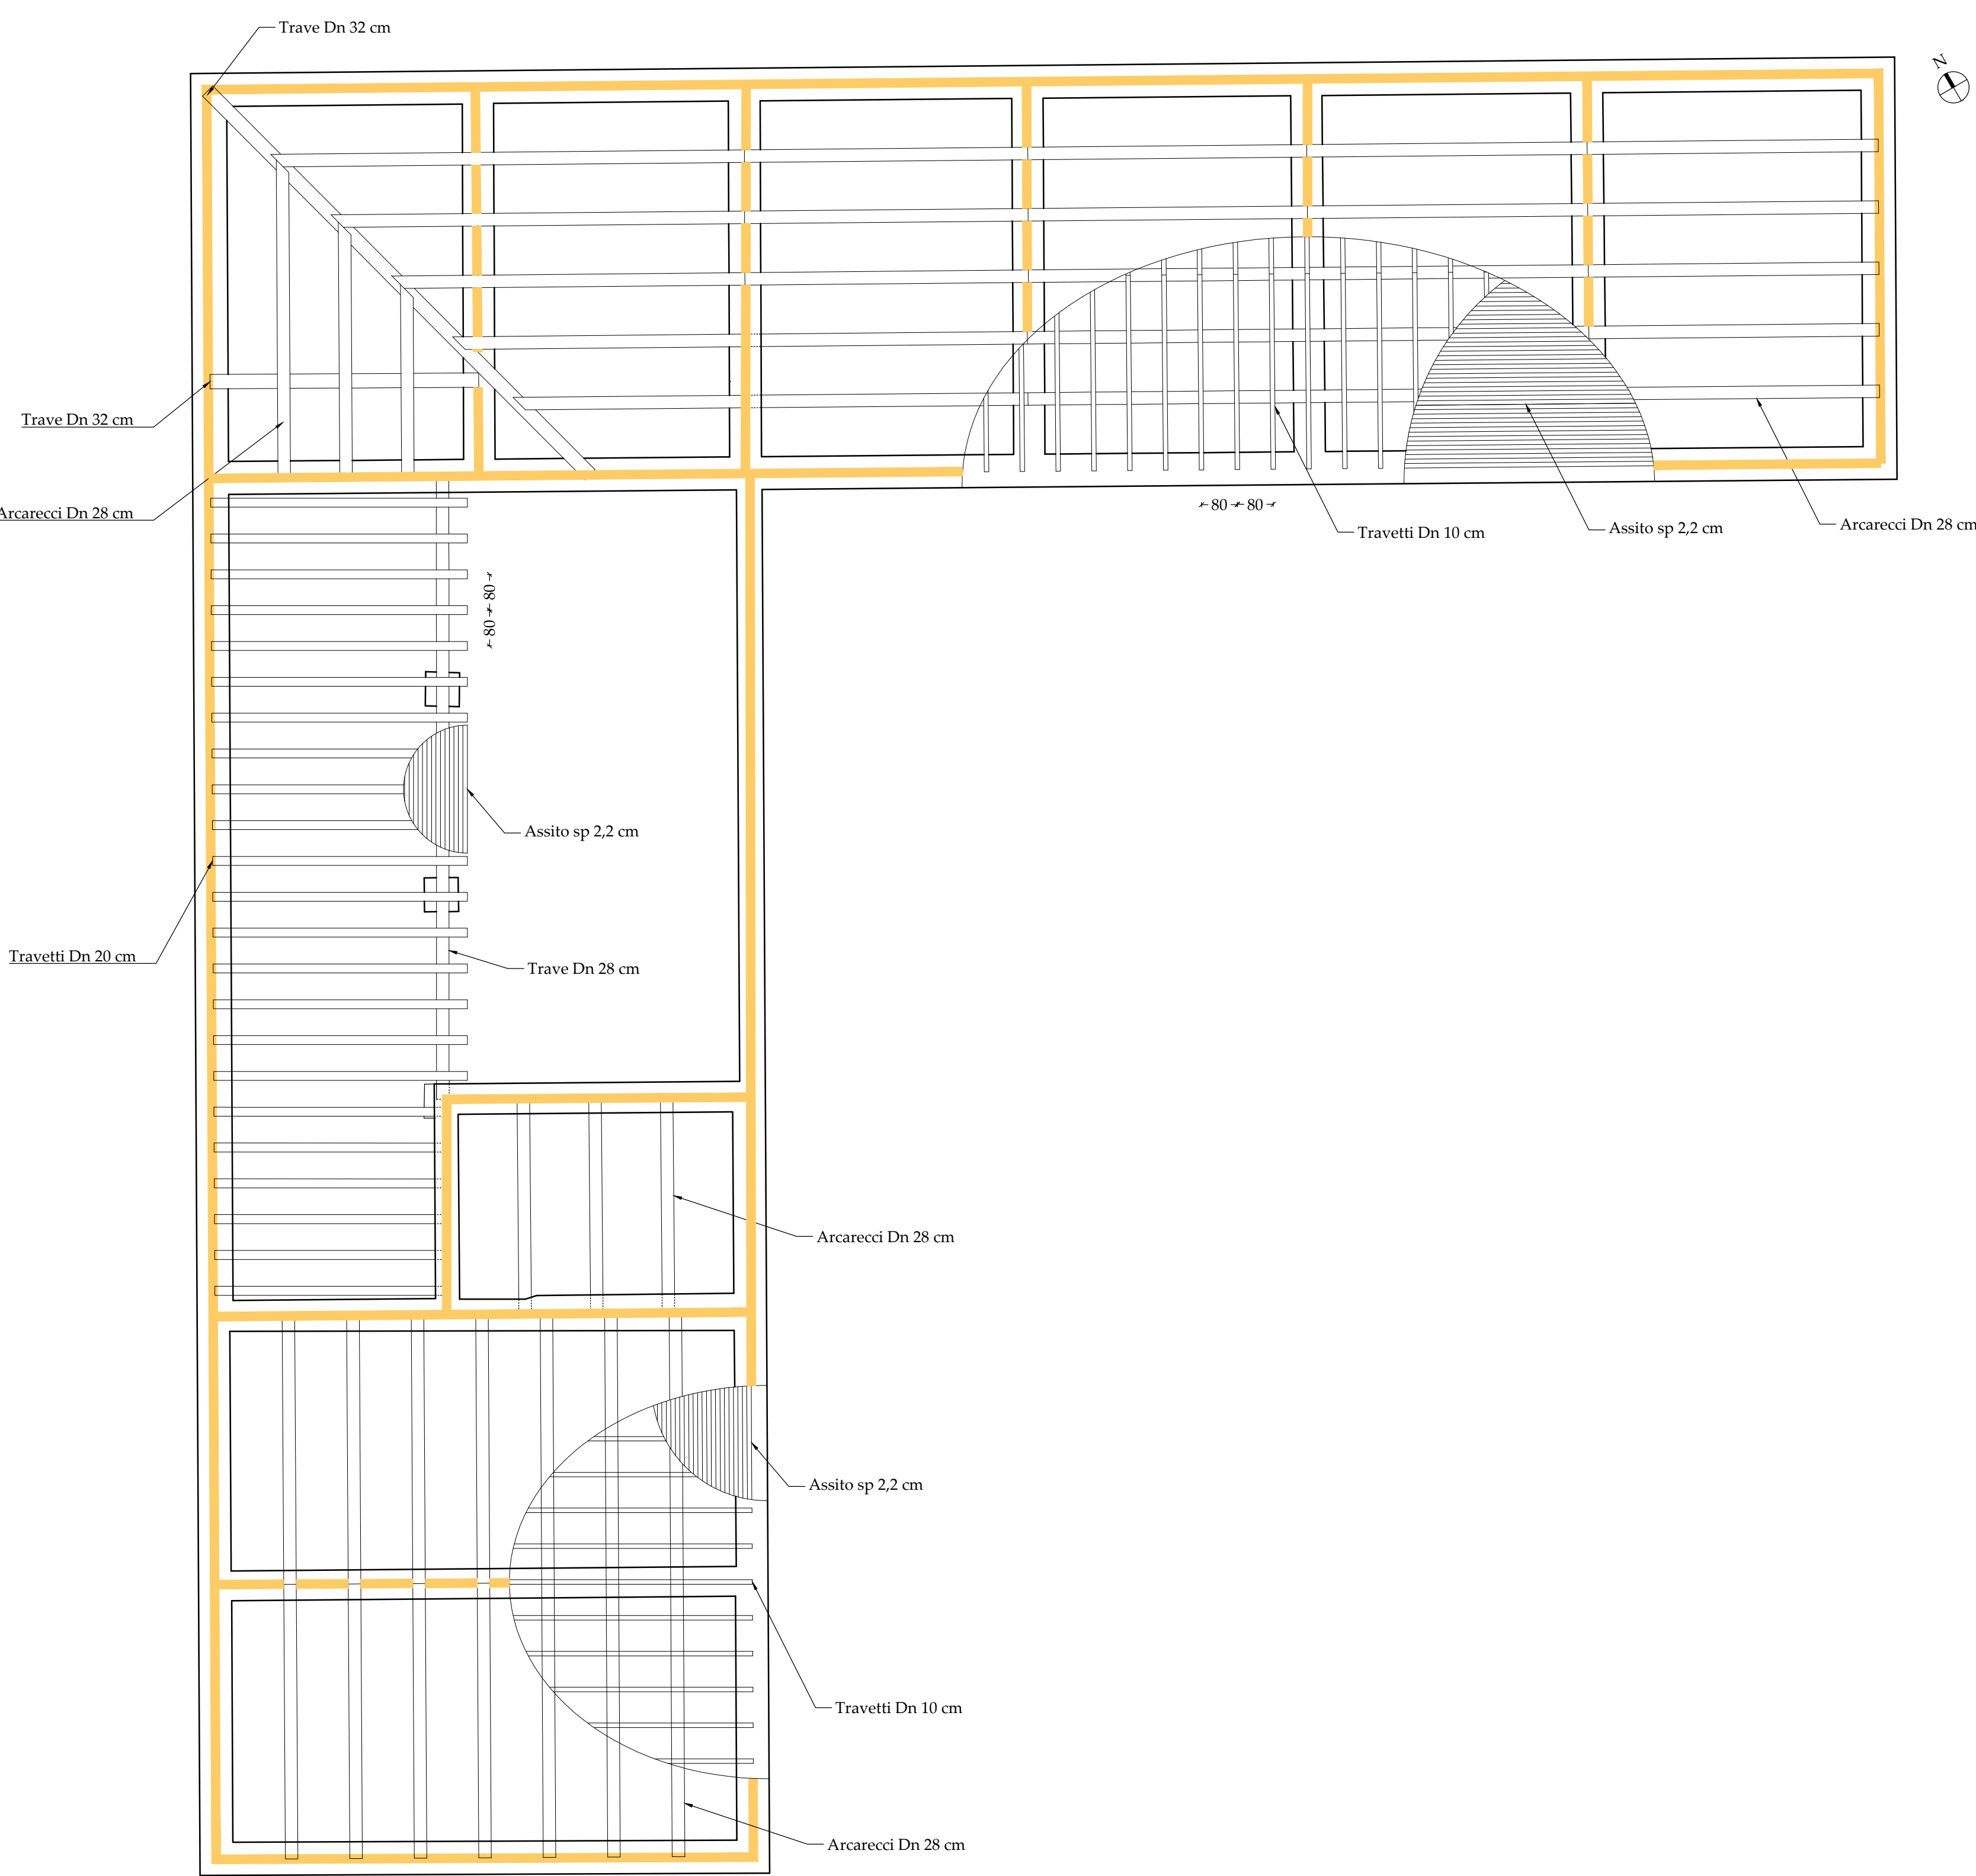 Trave Dn 32 cm
N
Trave Dn 32 cm
Arcarecci Dn 28 cm
80 80
Travetti Dn 10 cm
Assito sp 2,2 cm
Arcarecci Dn 28 cm
80 80
Assito sp 2,2 cm
Travetti Dn 20 cm
Trave Dn 28 cm
Arcarecci Dn 28 cm
Assito sp 2,2 cm
Travetti Dn 10 cm
Arcarecci Dn 28 cm